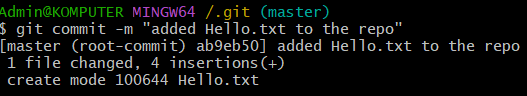 Admin@KOMPUTER MINGW64 /.git (master)
$ git commit -m "added Hello.txt to the repo"
[master (root-commit) ab9eb50] added Hello.txt to the repo
 1 file changed, 4 insertions(+)
 create mode 100644 Hello.txt